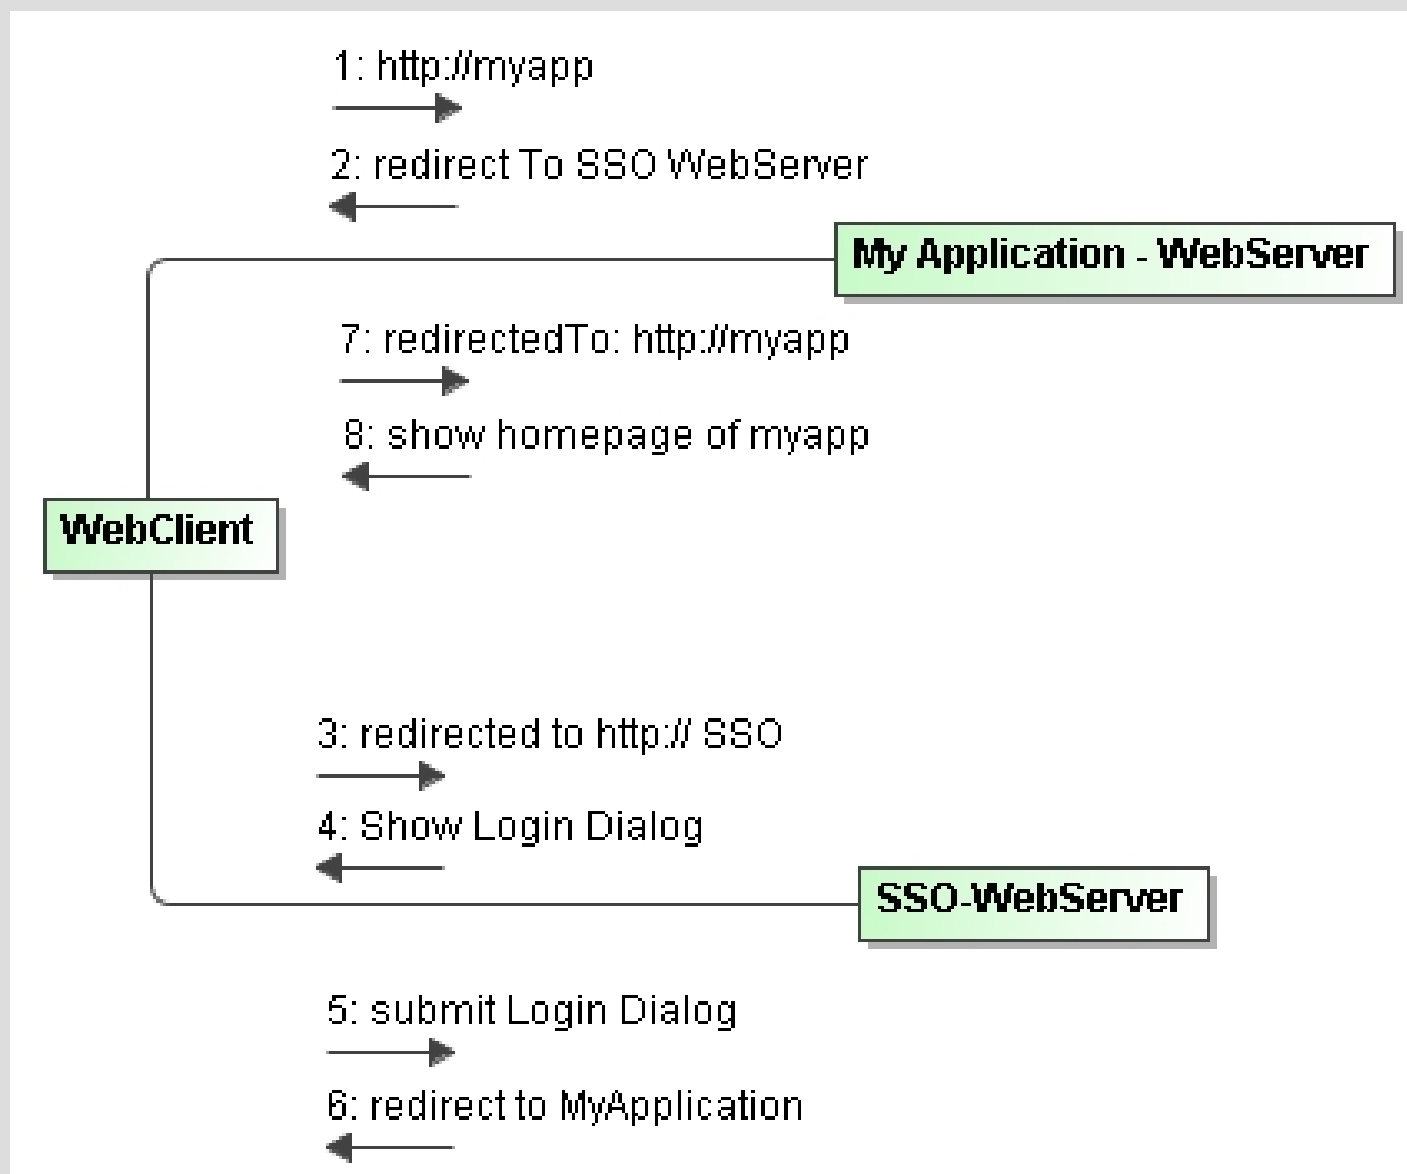 1: http://myapp
2: redirect To SSO WebServer
My Application - WebServer
7: redirectedTo: http://myapp
8: show homepage of myapp
WebClient
3: redirected to http:// SSO
4: Show Login Dialog
SSO-WebServer
5: submit Login Dialog
6: redirect to MyApplication